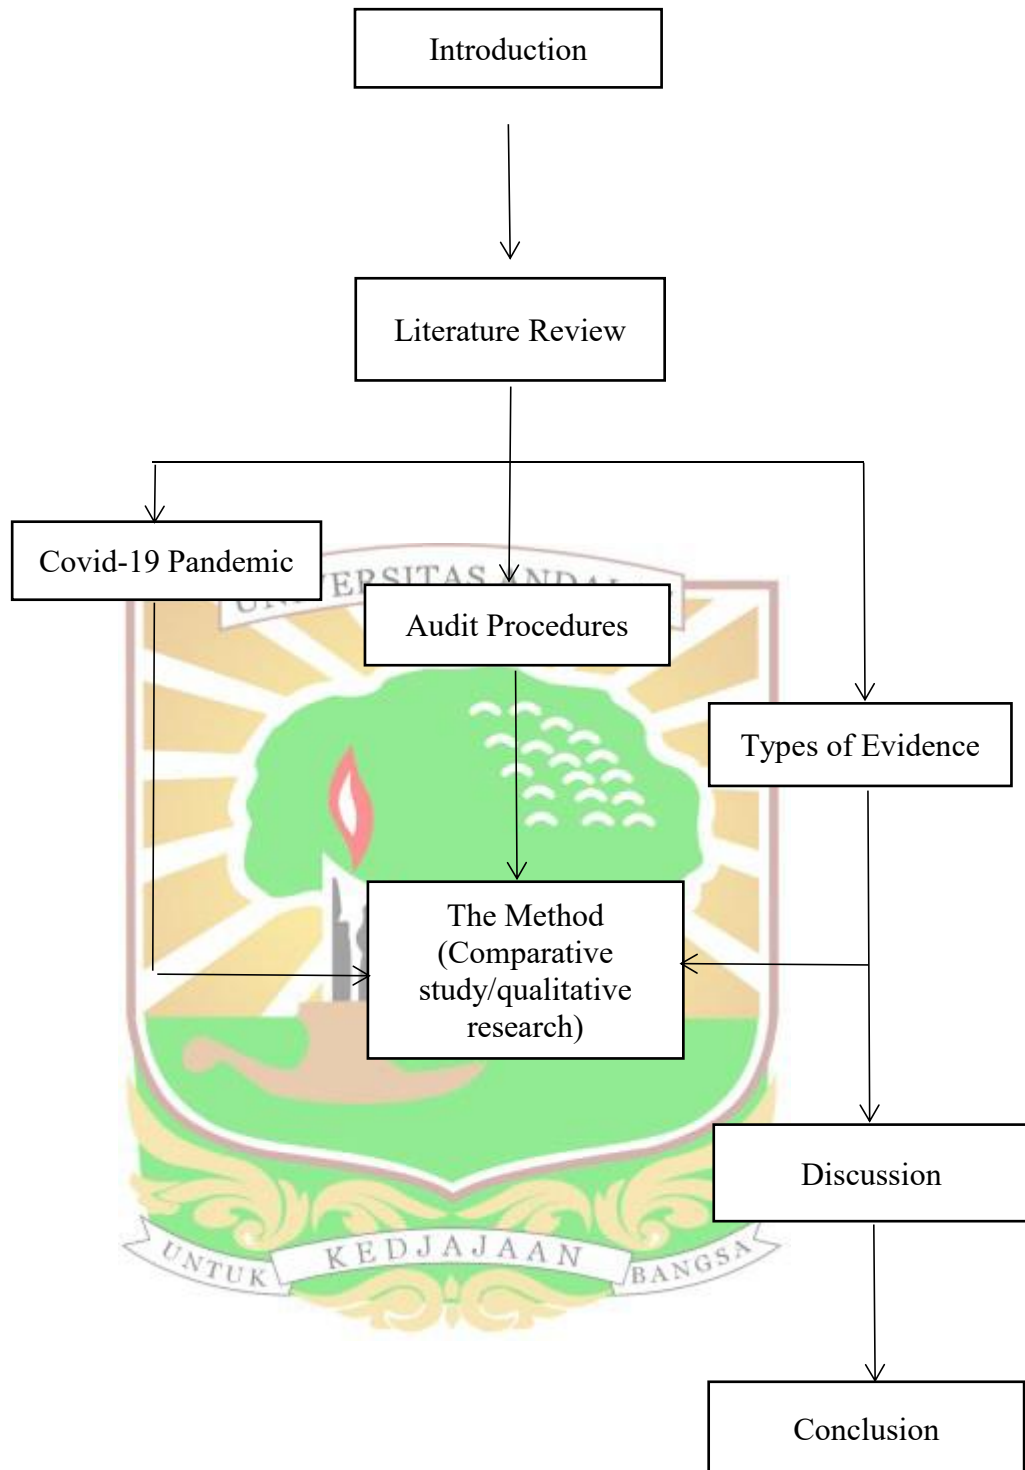 Introduction
Literature Review
Covid-19 Pandemic
Audit Procedures
Types of Evidence
The Method
(Comparative
study/qualitative
research)
Discussion
Conclusion
UNTUK KEDJAJAAN BANGSA